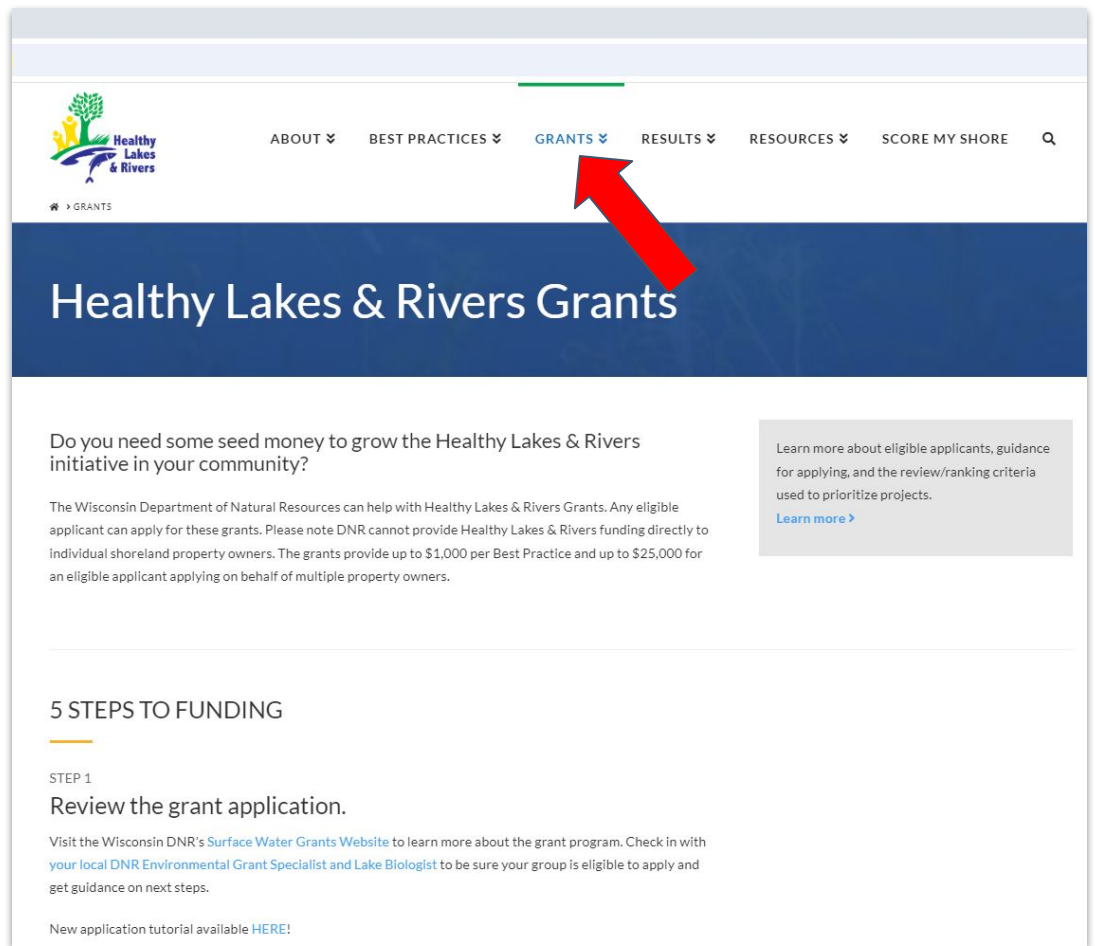 Healthy
Lakes
& Rivers
ABOUT BEST PRACTICES GRANTS RESULTS RESOURCES SCORE MY SHORE
> GRANTS
Healthy Lakes & Rivers Grants
Do you need some seed money to grow the Healthy Lakes & Rivers
initiative in your community?
The Wisconsin Department of Natural Resources can help with Healthy Lakes & Rivers Grants. Any eligible
applicant can apply for these grants. Please note DNR cannot provide Healthy Lakes & Rivers funding directly to
individual shoreland property owners. The grants provide up to $1,000 per Best Practice and up to $25,000 for
an eligible applicant applying on behalf of multiple property owners.
Learn more about eligible applicants, guidance
for applying, and the review/ranking criteria
used to prioritize projects.
Learn more >
5 STEPS TO FUNDING
STEP 1
Review the grant application.
Visit the Wisconsin DNR's Surface Water Grants Website to learn more about the grant program. Check in with
your local DNR Environmental Grant Specialist and Lake Biologist to be sure your group is eligible to apply and
get guidance on next steps.
New application tutorial available HERE!